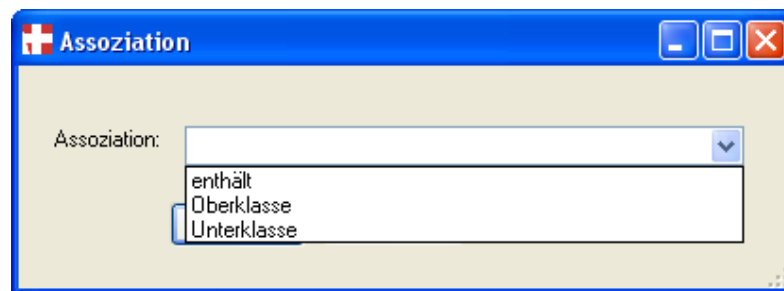 Assoziation
Assoziation:
enthält
Oberklasse
Unterklasse